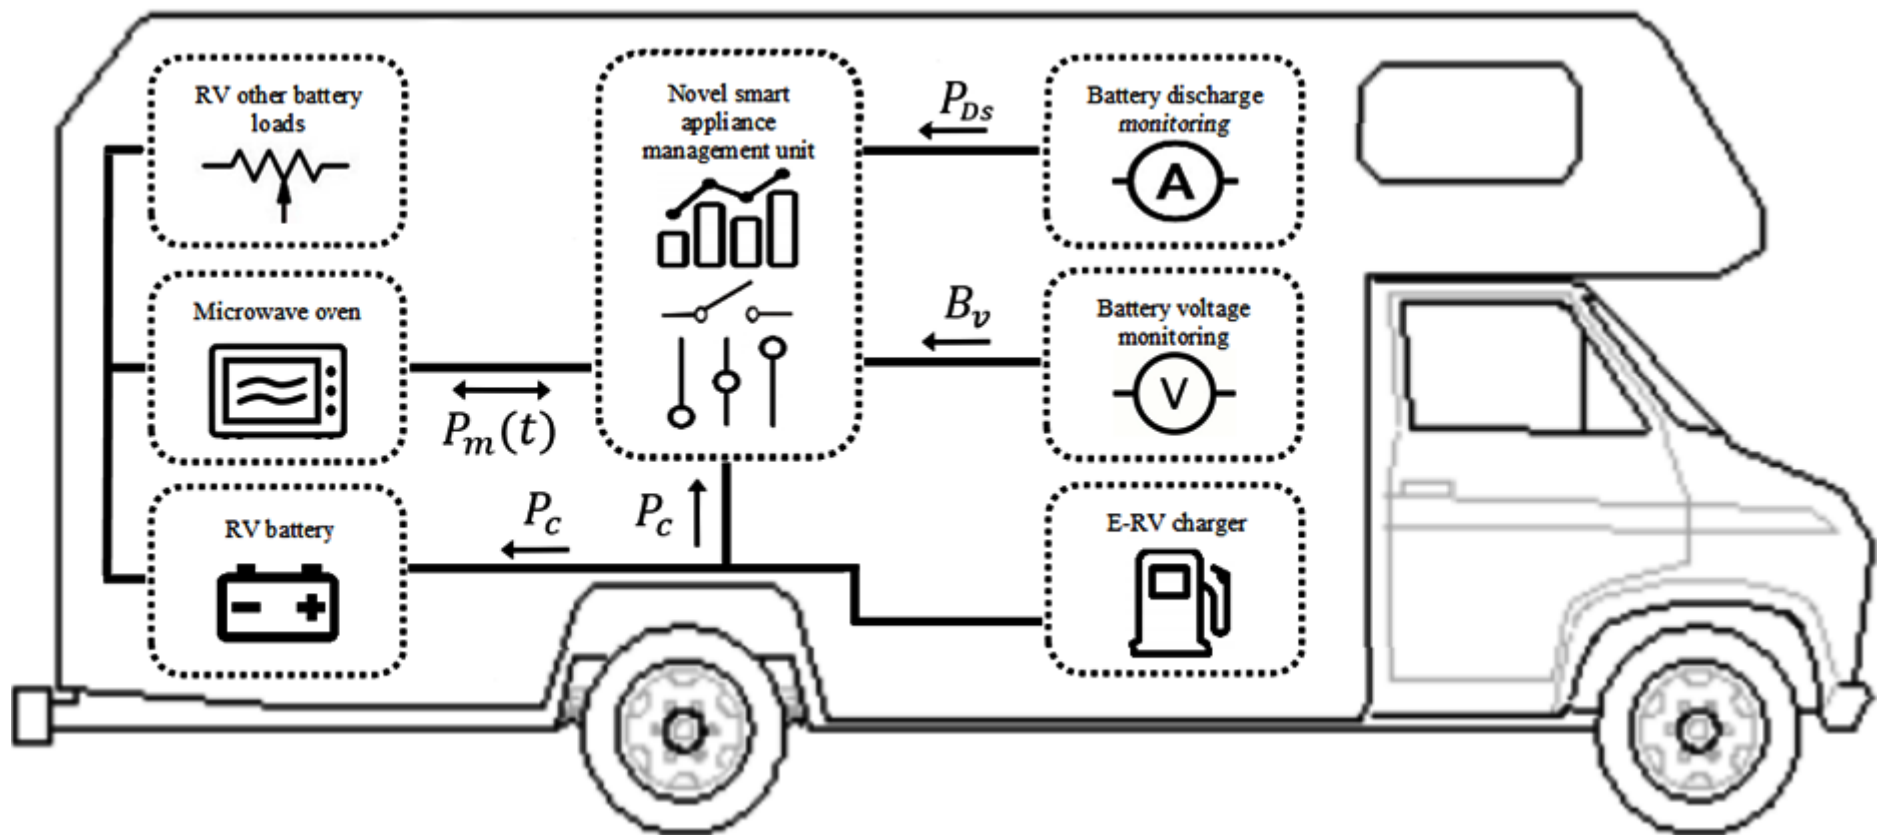 RV other battery
loads
Microwave oven
RV battery
Novel smart
appliance
management unit
P_Ds
B_v
P_m(t)
P_c
P_c
Battery discharge
monitoring
A
Battery voltage
monitoring
V
E-RV charger